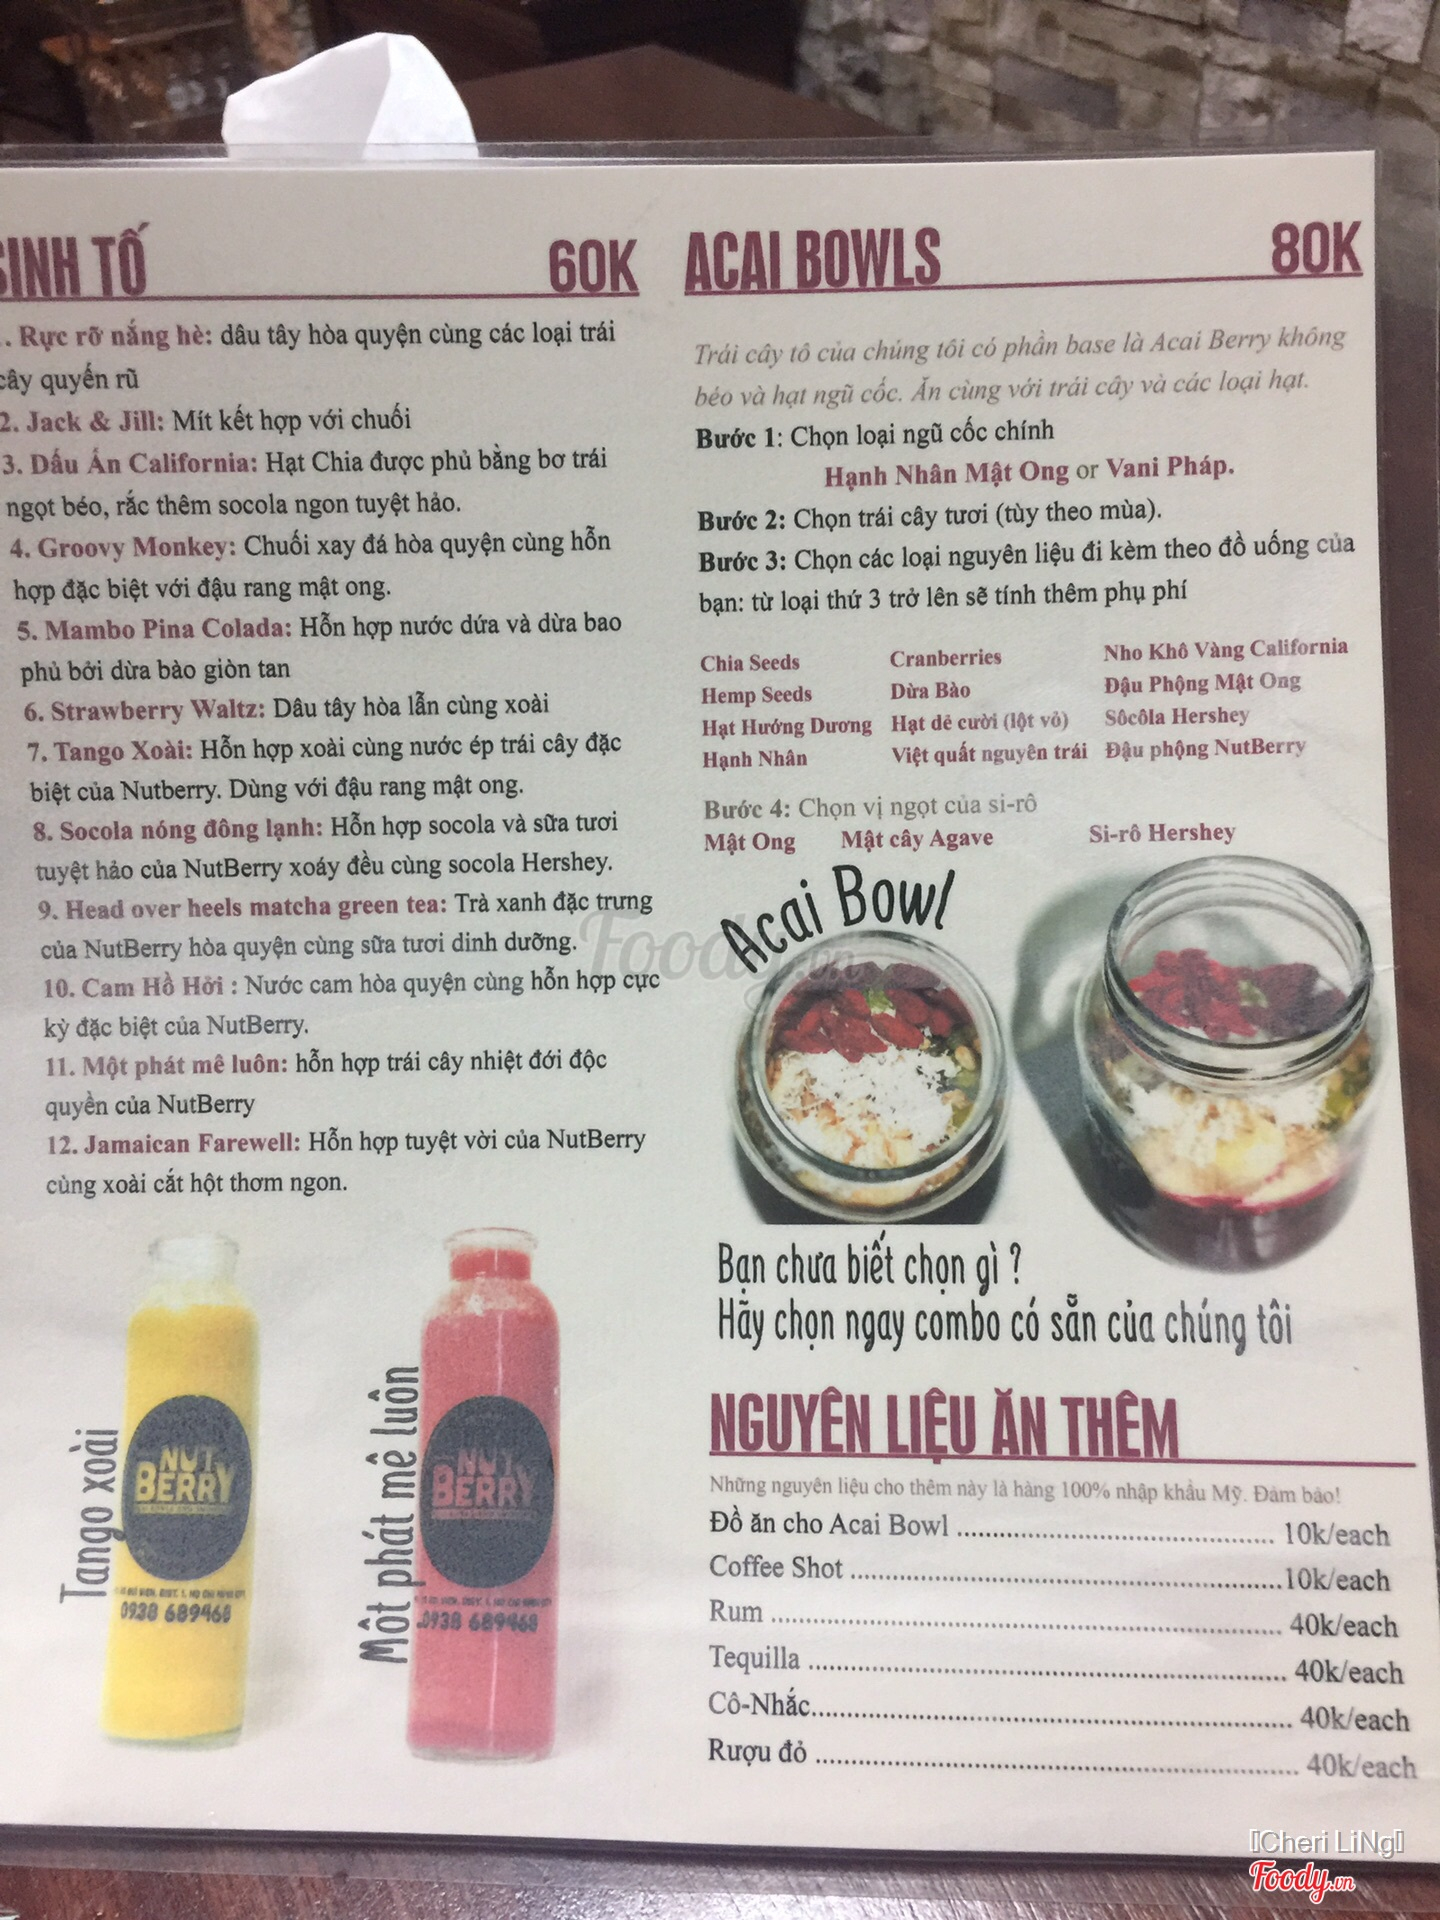 SINH TỐ 60K
1. Rực rỡ nắng hè: dâu tây hòa quyện cùng các loại trái
cây quyến rũ
2. Jack & Jill: Mít kết hợp với chuối
3. Dấu Ấn California: Hạt Chia được phủ bằng bơ trái
ngọt béo, rắc thêm socola ngon tuyệt hảo.
4. Groovy Monkey: Chuối xay đá hòa quyện cùng hỗn
hợp đặc biệt với đậu rang mật ong.
5. Mambo Pina Colada: Hỗn hợp nước dứa và dừa bao
phủ bởi dừa bào giòn tan
6. Strawberry Waltz: Dâu tây hòa lẫn cùng xoài
7. Tango Xoài: Hỗn hợp xoài cùng nước ép trái cây đặc
biệt của Nutberry. Dùng với đậu rang mật ong.
8. Socola nóng đông lạnh: Hỗn hợp socola và sữa tươi
tuyệt hảo của NutBerry xoáy đều cùng socola Hershey.
9. Head over heels matcha green tea: Trà xanh đặc trưng
của NutBerry hòa quyện cùng sữa tươi dinh dưỡng.
10. Cam Hồ Hởi : Nước cam hòa quyện cùng hỗn hợp cực
kỳ đặc biệt của NutBerry.
11. Một phát mê luôn: hỗn hợp trái cây nhiệt đới độc
quyền của NutBerry
12. Jamaican Farewell: Hỗn hợp tuyệt vời của NutBerry
cùng xoài cắt hột thơm ngon.
Tango xoài
NUT
BERRY
0938 689468
Một phát mê luôn
NUT
BERRY
0938 689468
ACAI BOWLS 80K
Trái cây tô của chúng tôi có phần base là Acai Berry không
béo và hạt ngũ cốc. Ăn cùng với trái cây và các loại hạt.
Bước 1: Chọn loại ngũ cốc chính
Hạnh Nhân Mật Ong or Vani Pháp.
Bước 2: Chọn trái cây tươi (tùy theo mùa).
Bước 3: Chọn các loại nguyên liệu đi kèm theo đồ uống của
bạn: từ loại thứ 3 trở lên sẽ tính thêm phụ phí
Chia Seeds Cranberries Nho Khô Vàng California
Hemp Seeds Dừa Bào Đậu Phộng Mật Ong
Hạt Hướng Dương Hạt dẻ cười (lột vỏ) Sôcôla Hershey
Hạnh Nhân Việt quất nguyên trái Đậu phộng NutBerry
Bước 4: Chọn vị ngọt của si-rô
Mật Ong Mật cây Agave Si-rô Hershey
Acai Bowl
Bạn chưa biết chọn gì ?
Hãy chọn ngay combo có sẵn của chúng tôi
NGUYÊN LIỆU ĂN THÊM
Những nguyên liệu cho thêm này là hàng 100% nhập khẩu Mỹ. Đảm bảo!
Đồ ăn cho Acai Bowl ........ 10k/each
Coffee Shot ........ 10k/each
Rum ........ 40k/each
Tequilla ........ 40k/each
Cô-Nhắc........ 40k/each
Rượu đỏ ........ 40k/each
Foody.vn
Cheri LiNg
Foody.vn